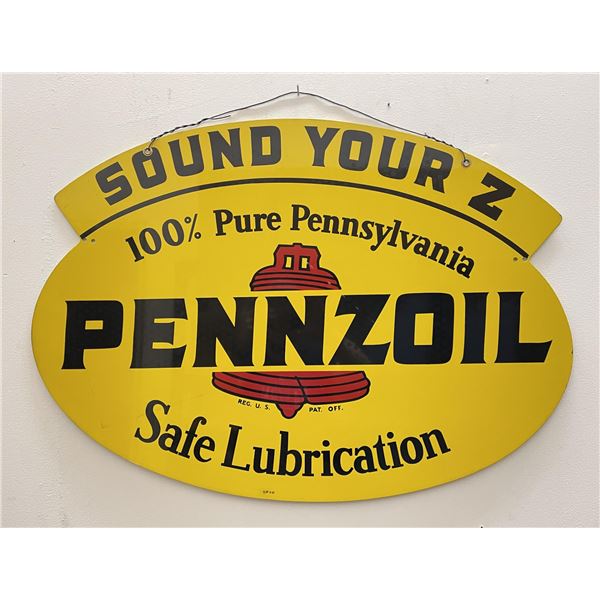 SOUND YOUR Z
100% Pure Pennsylvania
PENNZOIL
REG. U. S. PAT. OFF.
Safe Lubrication